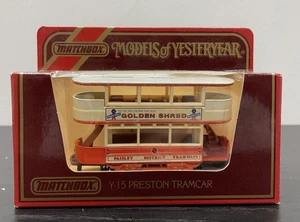 MATCHBOX
MODELS of YESTERYEAR
GOLDEN SHRED
PAISLEY DISTRICT TRAMWAYS
MATCHBOX
Y-15 PRESTON TRAMCAR